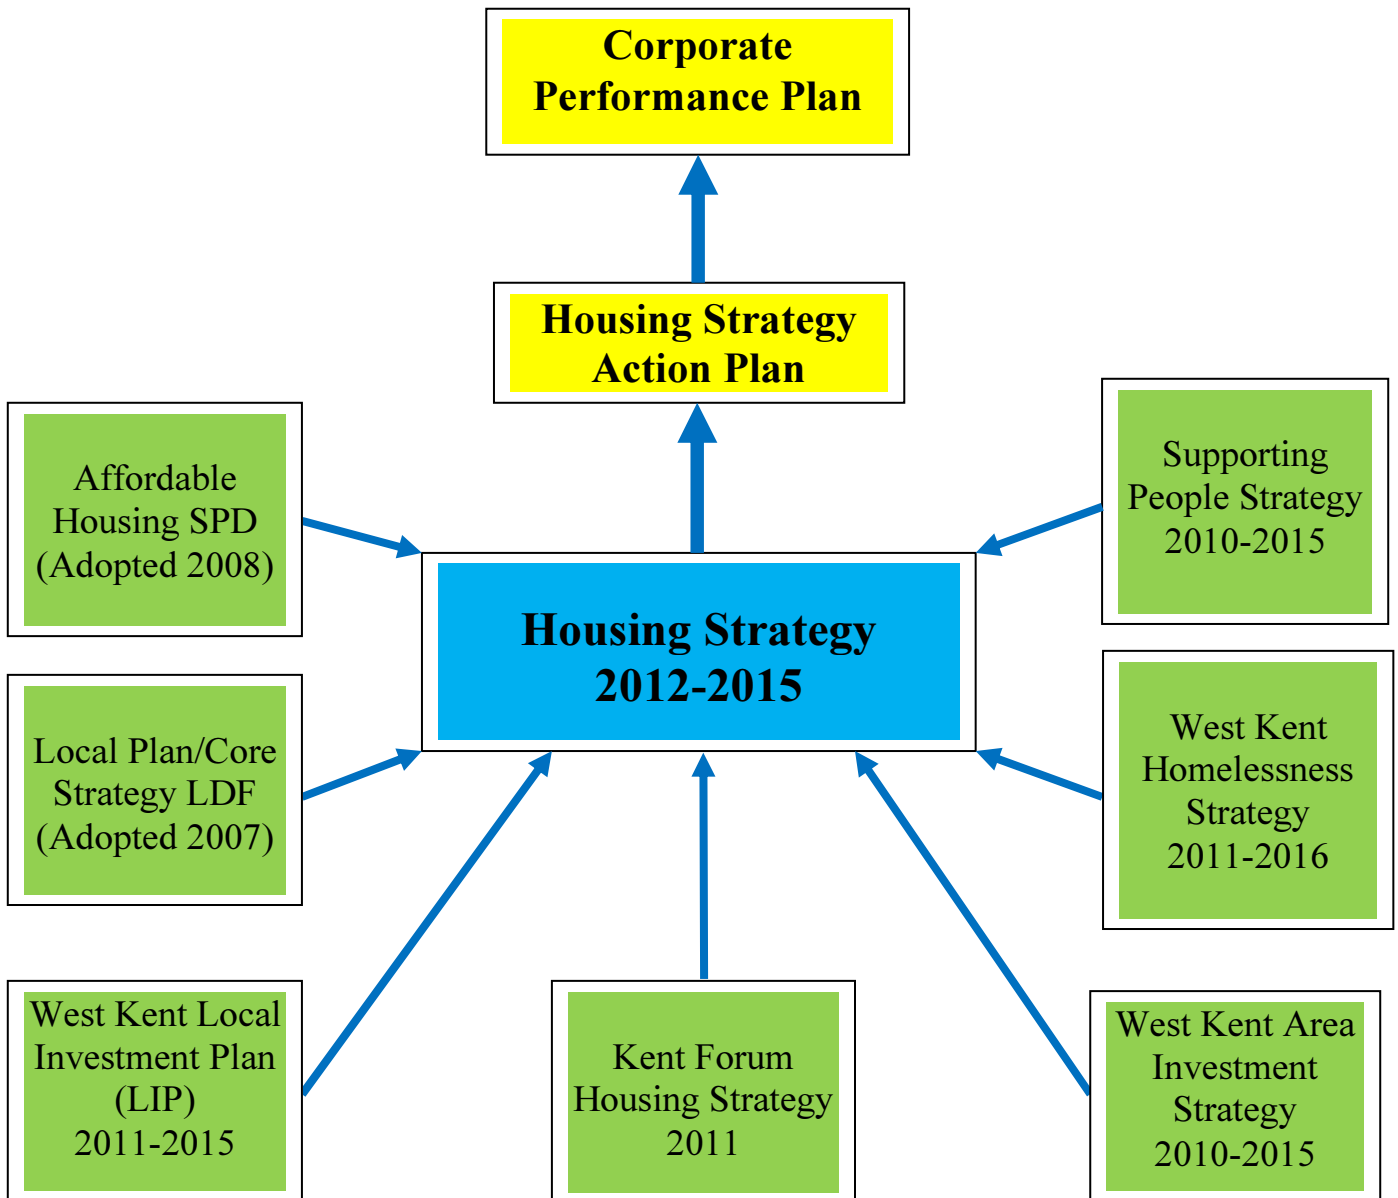 Corporate
Performance Plan
Housing Strategy
Action Plan
Affordable
Housing SPD
(Adopted 2008)
Supporting
People Strategy
2010-2015
Housing Strategy
2012-2015
Local Plan/Core
Strategy LDF
(Adopted 2007)
West Kent
Homelessness
Strategy
2011-2016
West Kent Local
Investment Plan
(LIP)
2011-2015
Kent Forum
Housing Strategy
2011
West Kent Area
Investment
Strategy
2010-2015